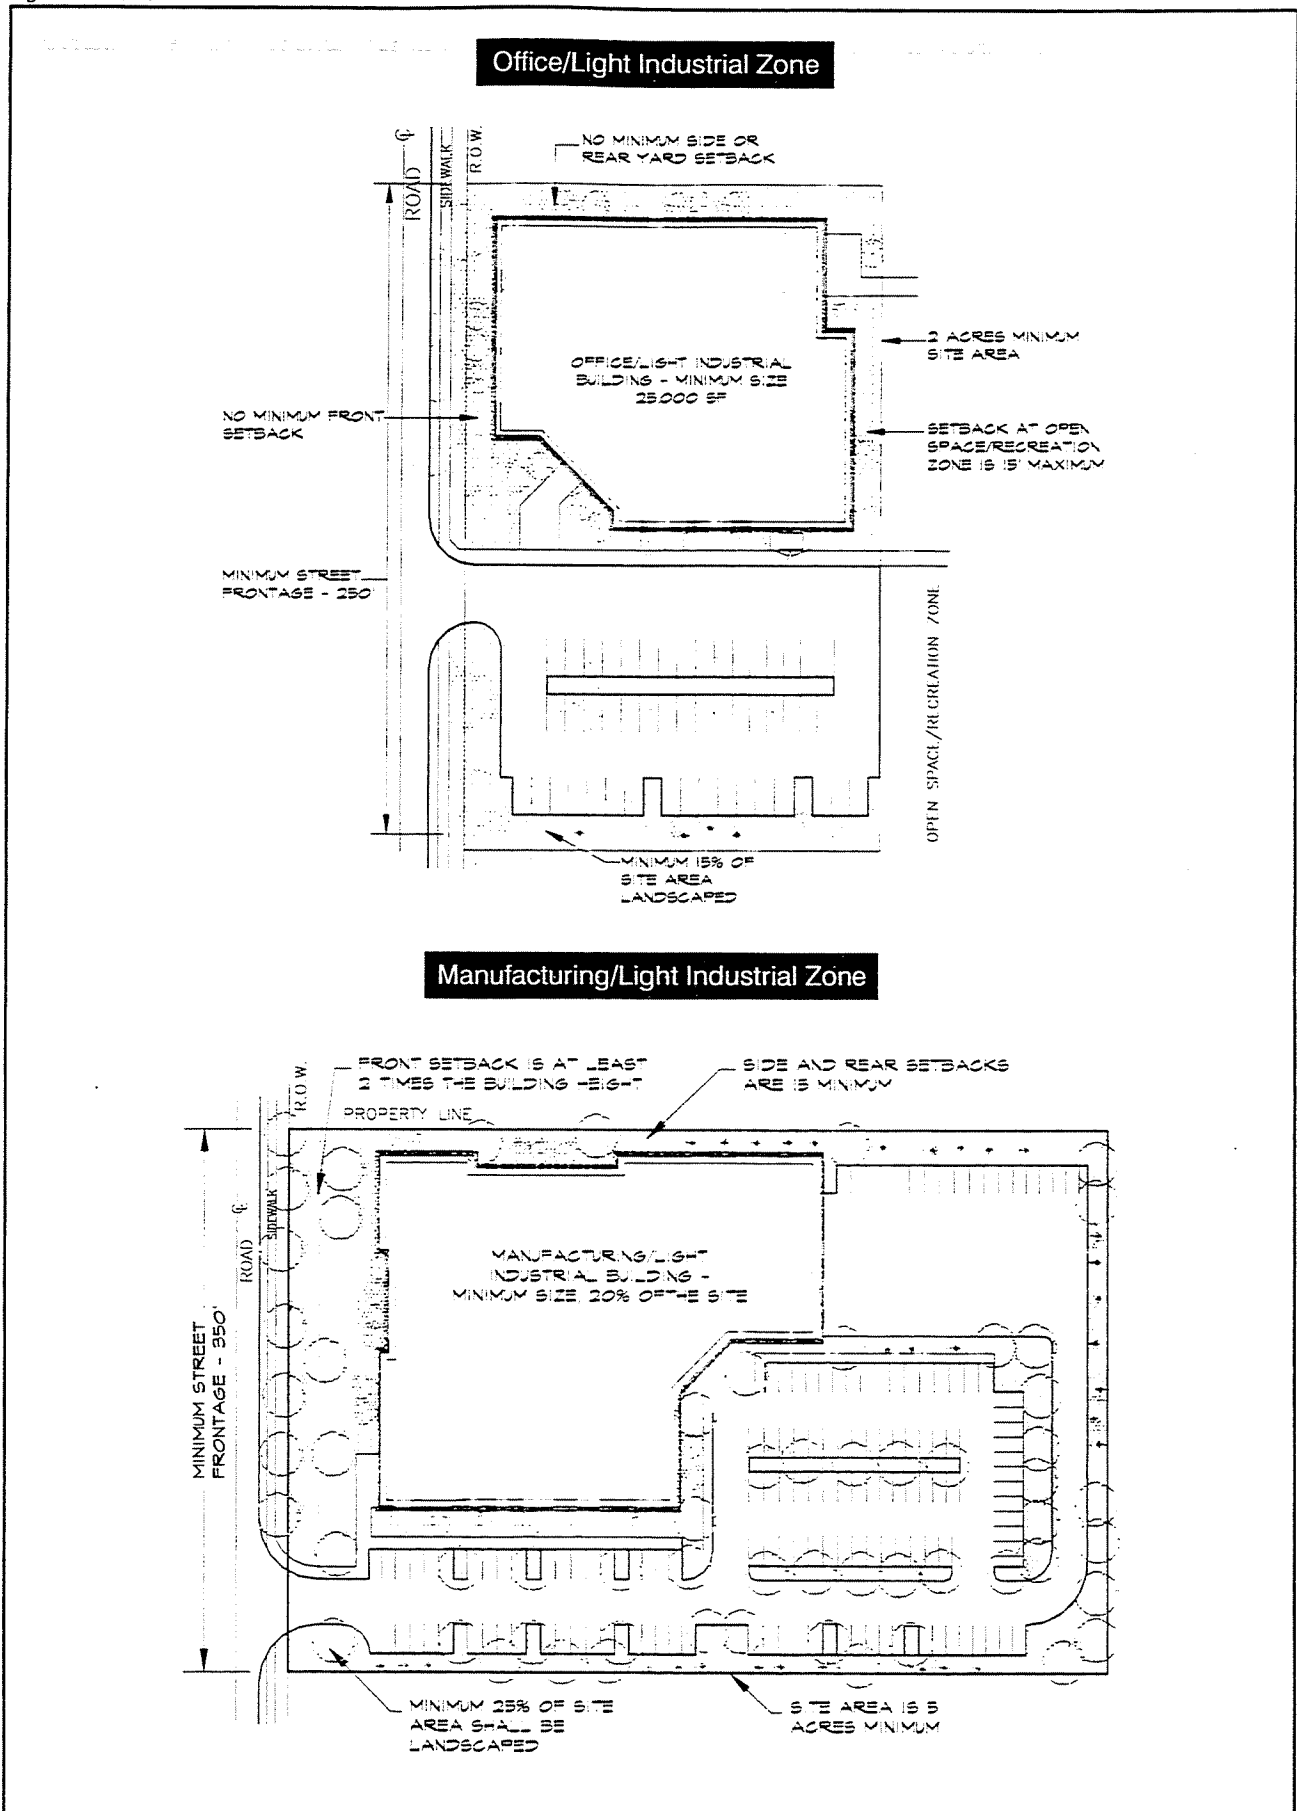 Office/Light Industrial Zone
NO MINIMUM SIDE OR
REAR YARD SETBACK
ROAD
SIDEWALK
R.O.W.
2 ACRES MINIMUM
SITE AREA
OFFICE/LIGHT INDUSTRIAL
BUILDING - MINIMUM SIZE
25,000 SF
NO MINIMUM FRONT
SETBACK
SETBACK AT OPEN
SPACE/RECREATION
ZONE IS 15' MAXIMUM
MINIMUM STREET
FRONTAGE - 250'
OPEN SPACE/RECREATION ZONE
MINIMUM 15% OF
SITE AREA
LANDSCAPED
Manufacturing/Light Industrial Zone
FRONT SETBACK IS AT LEAST
2 TIMES THE BUILDING HEIGHT
SIDE AND REAR SETBACKS
ARE 15 MINIMUM
R.O.W.
PROPERTY LINE
SIDEWALK
ROAD
MANUFACTURING/LIGHT
INDUSTRIAL BUILDING -
MINIMUM SIZE, 20% OF THE SITE
MINIMUM STREET
FRONTAGE - 350'
MINIMUM 25% OF SITE
AREA SHALL BE
LANDSCAPED
SITE AREA IS 5
ACRES MINIMUM